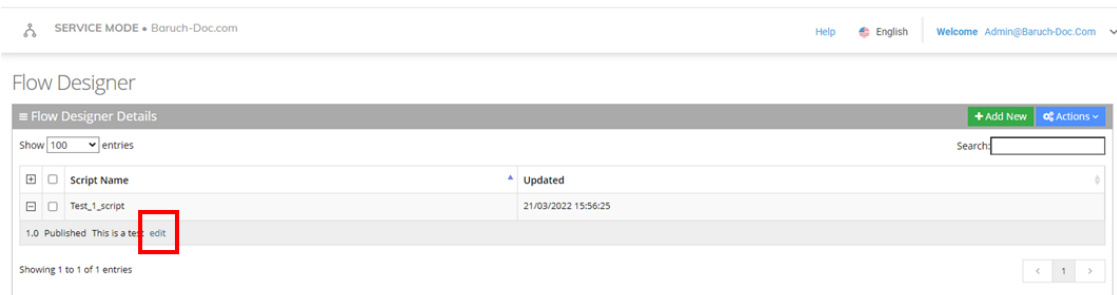 SERVICE MODE • Baruch-Doc.com
Help English Welcome Admin@Baruch-Doc.Com
Flow Designer
Flow Designer Details + Add New Actions
Show 100 entries Search:
Script Name Updated
Test_1_script 21/03/2022 15:56:25
1.0 Published This is a test edit
Showing 1 to 1 of 1 entries < 1 >